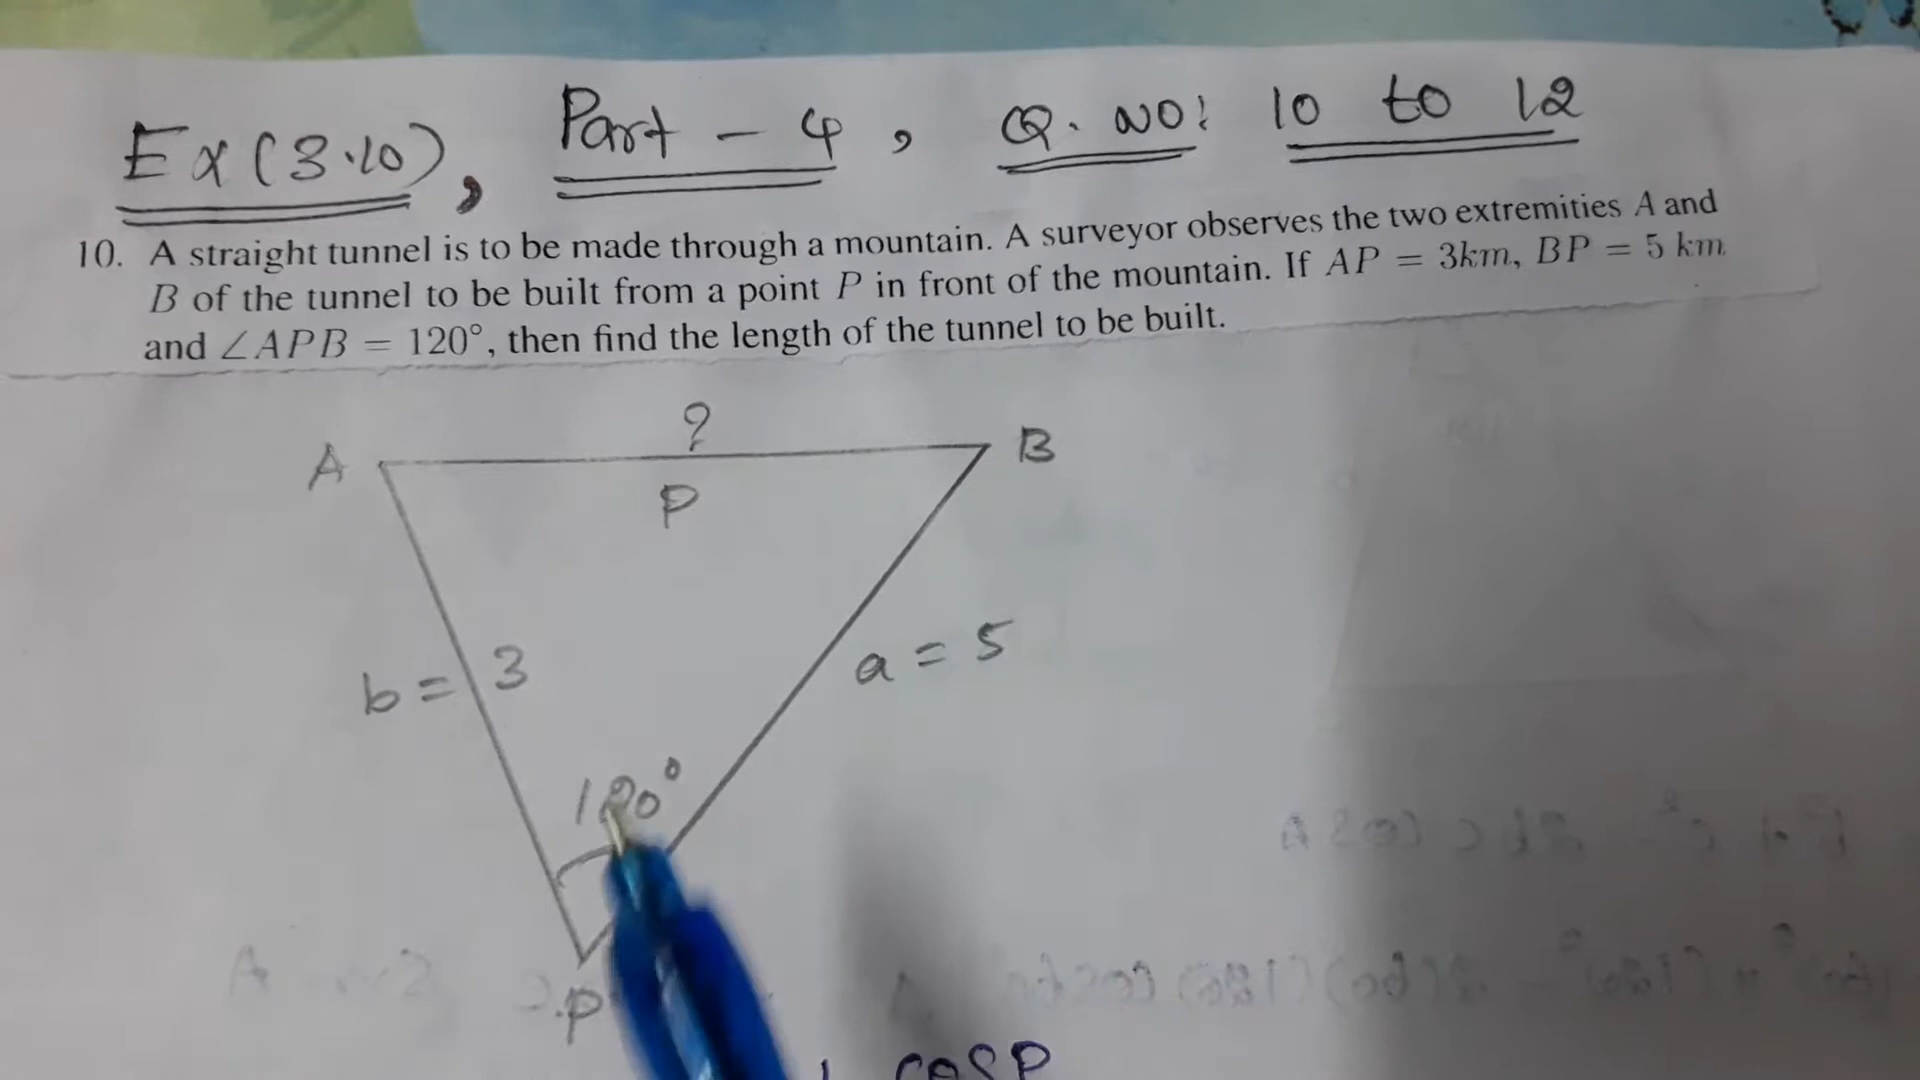 Ex (3.10), Part - 4, Q. NO: 10 to 12
10. A straight tunnel is to be made through a mountain. A surveyor observes the two extremities A and
B of the tunnel to be built from a point P in front of the mountain. If AP = 3km, BP = 5 km
and ∠APB = 120°, then find the length of the tunnel to be built.
?
A B
P
b = 3
a = 5
120°
P
COSP